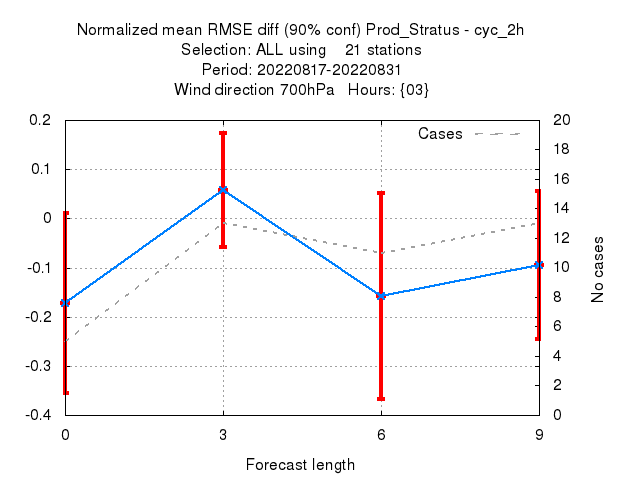 Normalized mean RMSE diff (90% conf) Prod_Stratus - cyc_2h
Selection: ALL using    21 stations
Period: 20220817-20220831
Wind direction 700hPa   Hours: {03}
Cases
0.2
0.1
0
-0.1
-0.2
-0.3
-0.4
20
18
16
14
12
10
8
6
4
2
0
No cases
0 3 6 9
Forecast length